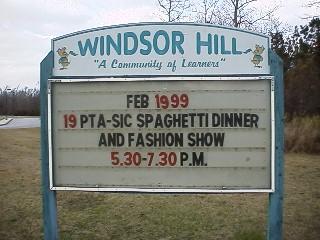 WINDSOR HILL
"A Community of Learners"
FEB 1999
19 PTA-SIC SPAGHETTI DINNER
AND FASHION SHOW
5.30-7.30 P.M.